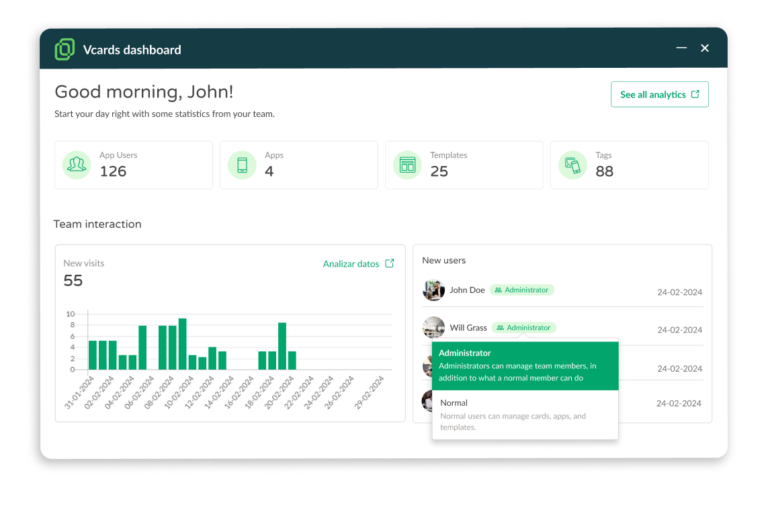 Vcards dashboard
Good morning, John!
Start your day right with some statistics from your team.
See all analytics
App Users
126
Apps
4
Templates
25
Tags
88
Team interaction
New visits
55
Analizar datos
10
8
6
4
2
0
31-01-2024
02-02-2024
04-02-2024
06-02-2024
08-02-2024
10-02-2024
12-02-2024
14-02-2024
16-02-2024
18-02-2024
20-02-2024
22-02-2024
24-02-2024
26-02-2024
29-02-2024
New users
John Doe Administrator 24-02-2024
Will Grass Administrator 24-02-2024
24-02-2024
24-02-2024
Administrator
Administrators can manage team members, in
addition to what a normal member can do
Normal
Normal users can manage cards, apps, and
templates.